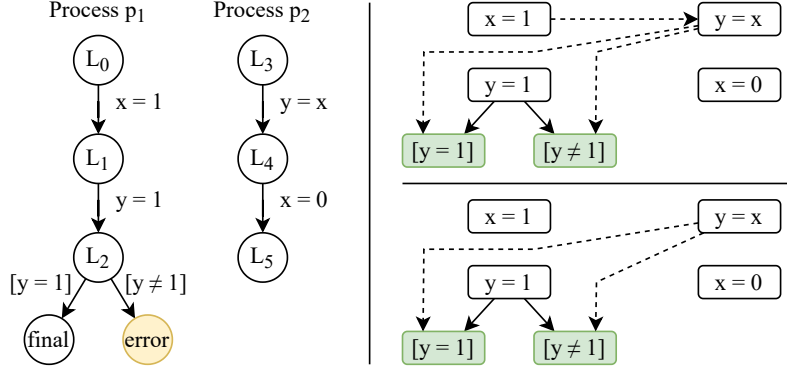 Process p₁
Process p₂
L₀
L₃
x = 1
y = x
L₁
L₄
y = 1
x = 0
L₂
L₅
[y = 1]
[y ≠ 1]
final
error
x = 1
y = x
y = 1
x = 0
[y = 1]
[y ≠ 1]
x = 1
y = x
y = 1
x = 0
[y = 1]
[y ≠ 1]